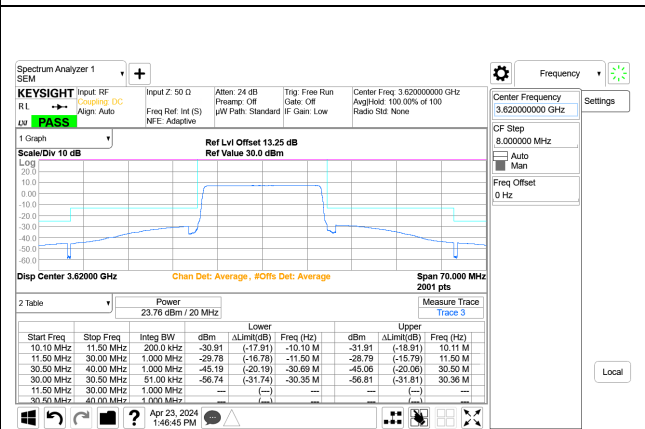 Spectrum Analyzer 1
SEM
▼
+
Frequency ▼
KEYSIGHT
RL
LXI PASS
Input: RF
Coupling: DC
Align: Auto
Input Z: 50 Ω
Freq Ref: Int (S)
NFE: Adaptive
Atten: 24 dB
Preamp: Off
µW Path: Standard
Trig: Free Run
Gate: Off
IF Gain: Low
Center Freq: 3.620000000 GHz
Avg|Hold: 100.00% of 100
Radio Std: None
Center Frequency
3.620000000 GHz
Settings
CF Step
8.000000 MHz
Auto
Man
Freq Offset
0 Hz
Local
1 Graph ▼
Scale/Div 10 dB
Ref Lvl Offset 13.25 dB
Ref Value 30.0 dBm
Log
20.0
10.0
0.00
-10.0
-20.0
-30.0
-40.0
-50.0
-60.0
Disp Center 3.62000 GHz
Chan Det: Average , #Offs Det: Average
Span 70.000 MHz
2001 pts
2 Table ▼
Power
23.76 dBm / 20 MHz
Measure Trace
Trace 3
Lower Upper
Start Freq Stop Freq Integ BW dBm ΔLimit(dB) Freq (Hz) dBm ΔLimit(dB) Freq (Hz)
10.10 MHz 11.50 MHz 200.0 kHz -30.91 (-17.91) -10.10 M -31.91 (-18.91) 10.11 M
11.50 MHz 30.00 MHz 1.000 MHz -29.78 (-16.78) -11.50 M -28.79 (-15.79) 11.50 M
30.50 MHz 40.00 MHz 1.000 MHz -45.19 (-20.19) -30.69 M -45.06 (-20.06) 30.50 M
30.00 MHz 30.50 MHz 51.00 kHz -56.74 (-31.74) -30.35 M -56.81 (-31.81) 30.36 M
11.50 MHz 30.00 MHz 1.000 MHz --- (---) --- (---)
30.50 MHz 40.00 MHz 1.000 MHz --- (---) --- (---)
? Apr 23, 2024
1:46:45 PM